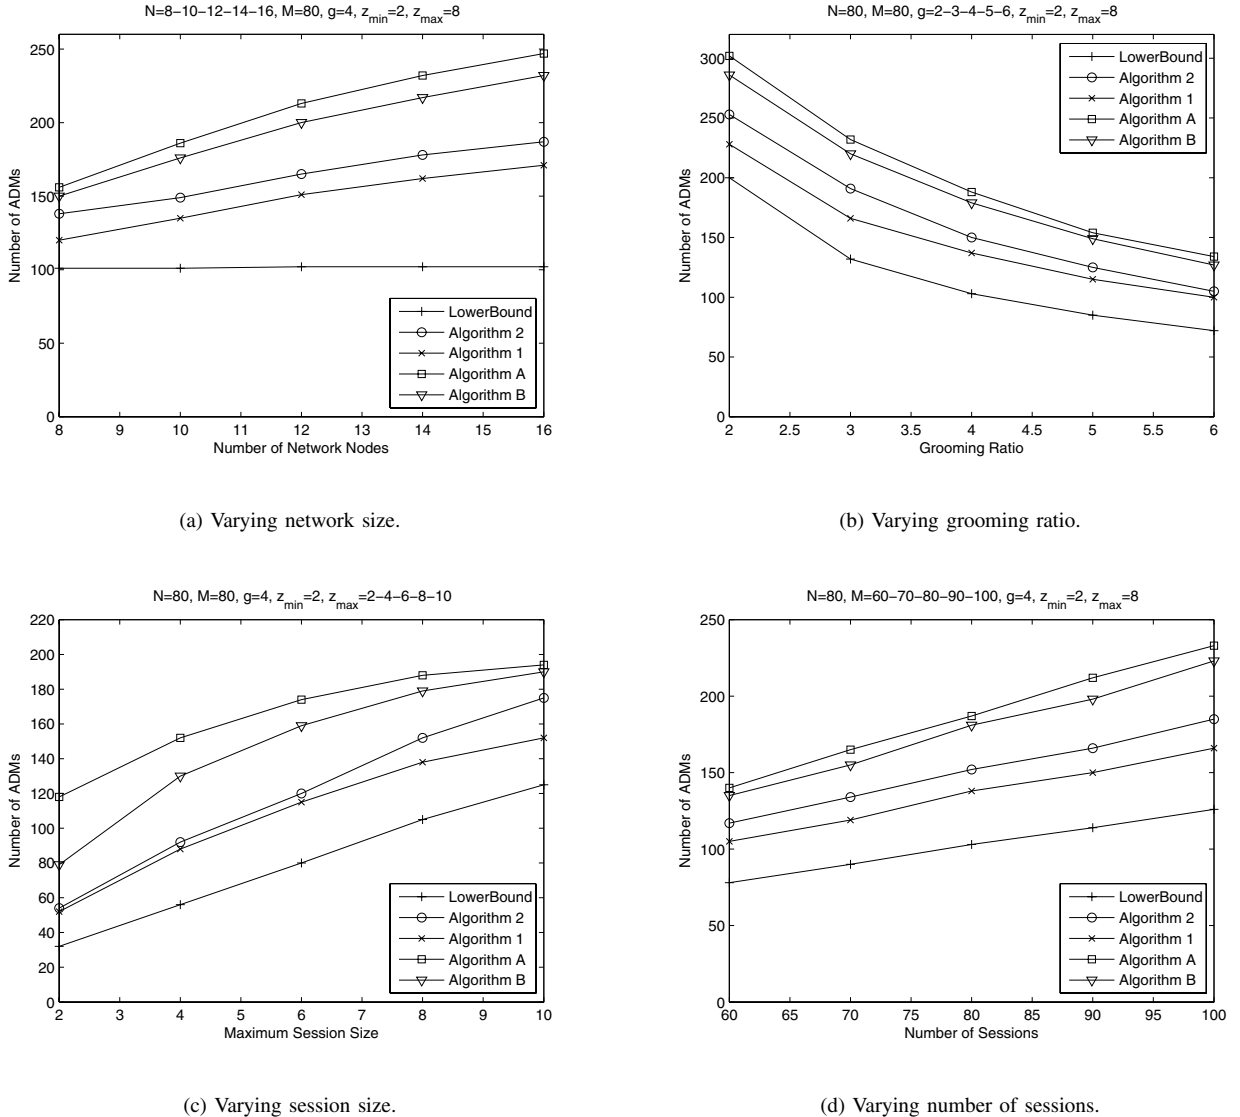 N=8−10−12−14−16, M=80, g=4, z_min=2, z_max=8
250
200
150
100
50
0
Number of ADMs
8 9 10 11 12 13 14 15 16
Number of Network Nodes
LowerBound
Algorithm 2
Algorithm 1
Algorithm A
Algorithm B
(a) Varying network size.
N=80, M=80, g=2−3−4−5−6, z_min=2, z_max=8
300
250
200
150
100
50
0
Number of ADMs
2 2.5 3 3.5 4 4.5 5 5.5 6
Grooming Ratio
LowerBound
Algorithm 2
Algorithm 1
Algorithm A
Algorithm B
(b) Varying grooming ratio.
N=80, M=80, g=4, z_min=2, z_max=2−4−6−8−10
220
200
180
160
140
120
100
80
60
40
20
0
Number of ADMs
2 3 4 5 6 7 8 9 10
Maximum Session Size
LowerBound
Algorithm 2
Algorithm 1
Algorithm A
Algorithm B
(c) Varying session size.
N=80, M=60−70−80−90−100, g=4, z_min=2, z_max=8
250
200
150
100
50
0
Number of ADMs
60 65 70 75 80 85 90 95 100
Number of Sessions
LowerBound
Algorithm 2
Algorithm 1
Algorithm A
Algorithm B
(d) Varying number of sessions.